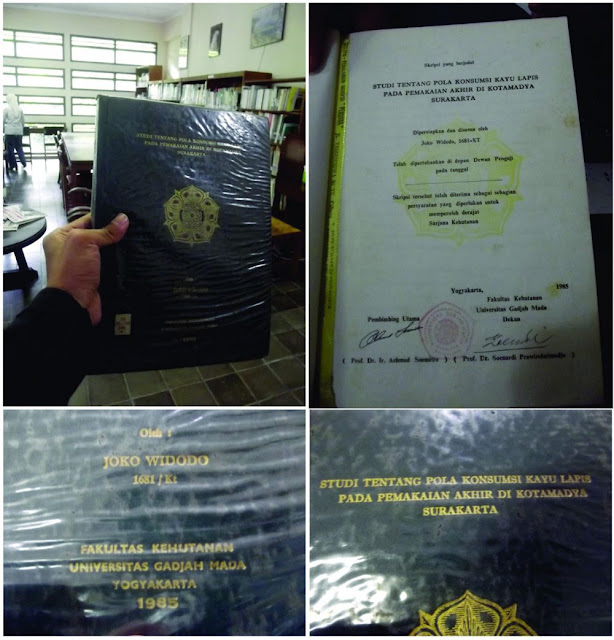 STUDI TENTANG POLA KONSUMSI KAYU LAPIS
PADA PEMAKAIAN AKHIR DI KOTAMADYA
SURAKARTA
Skripsi yang berjudul
STUDI TENTANG POLA KONSUMSI KAYU LAPIS
PADA PEMAKAIAN AKHIR DI KOTAMADYA
SURAKARTA
Dipersiapkan dan disusun oleh
Joko Widodo, 1681-KT
Telah dipertahankan di depan Dewan Penguji
pada tanggal
Skripsi tersebut telah diterima sebagai sebagian
persyaratan yang diperlukan untuk
memperoleh derajat
Sarjana Kehutanan
Yogyakarta, 1985
Fakultas Kehutanan
Universitas Gadjah Mada
Pembimbing Utama Dekan
( Prof. Dr. Ir. Achmad Soemitro ) ( Prof. Dr. Soenardi Prawirohatmodjo )
Oleh :
JOKO WIDODO
1681 / Kt
FAKULTAS KEHUTANAN
UNIVERSITAS GADJAH MADA
YOGYAKARTA
1985
STUDI TENTANG POLA KONSUMSI KAYU LAPIS
PADA PEMAKAIAN AKHIR DI KOTAMADYA
SURAKARTA